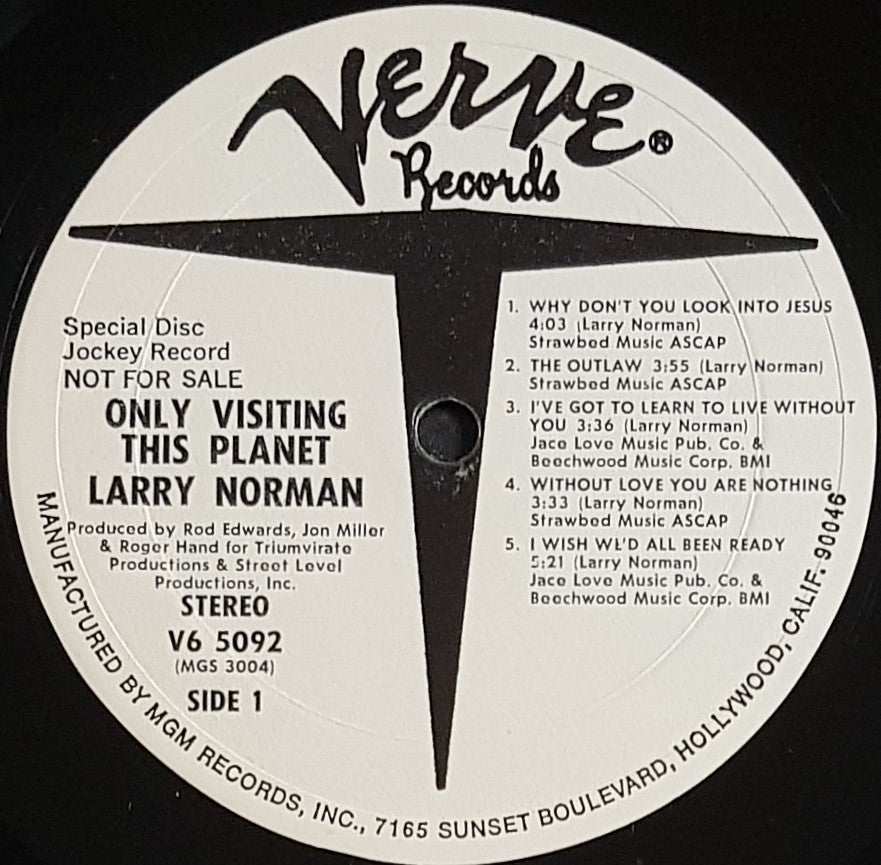 Verve®
Records
Special Disc
Jockey Record
NOT FOR SALE
ONLY VISITING
THIS PLANET
LARRY NORMAN
Produced by Rod Edwards, Jon Miller
& Roger Hand for Triumvirate
Productions & Street Level
Productions, Inc.
STEREO
V6 5092
(MGS 3004)
SIDE 1
1. WHY DON'T YOU LOOK INTO JESUS
4:03 (Larry Norman)
Strawbed Music ASCAP
2. THE OUTLAW 3:55 (Larry Norman)
Strawbed Music ASCAP
3. I'VE GOT TO LEARN TO LIVE WITHOUT
YOU 3:36 (Larry Norman)
Jace Love Music Pub. Co. &
Beechwood Music Corp. BMI
4. WITHOUT LOVE YOU ARE NOTHING
3:33 (Larry Norman)
Strawbed Music ASCAP
5. I WISH WL'D ALL BEEN READY
5:21 (Larry Norman)
Jace Love Music Pub. Co. &
Beechwood Music Corp. BMI
MANUFACTURED BY MGM RECORDS, INC., 7165 SUNSET BOULEVARD, HOLLYWOOD, CALIF. 90046